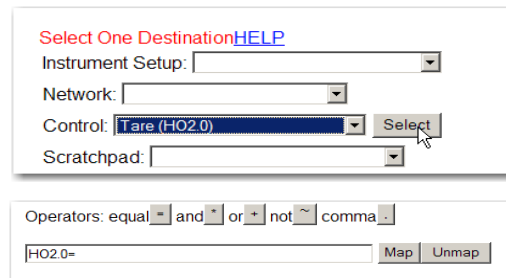 Select One DestinationHELP
Instrument Setup:
Network:
Control: Tare (HO2.0) Select
Scratchpad:
Operators: equal = and * or + not ~ comma .
HO2.0= Map Unmap